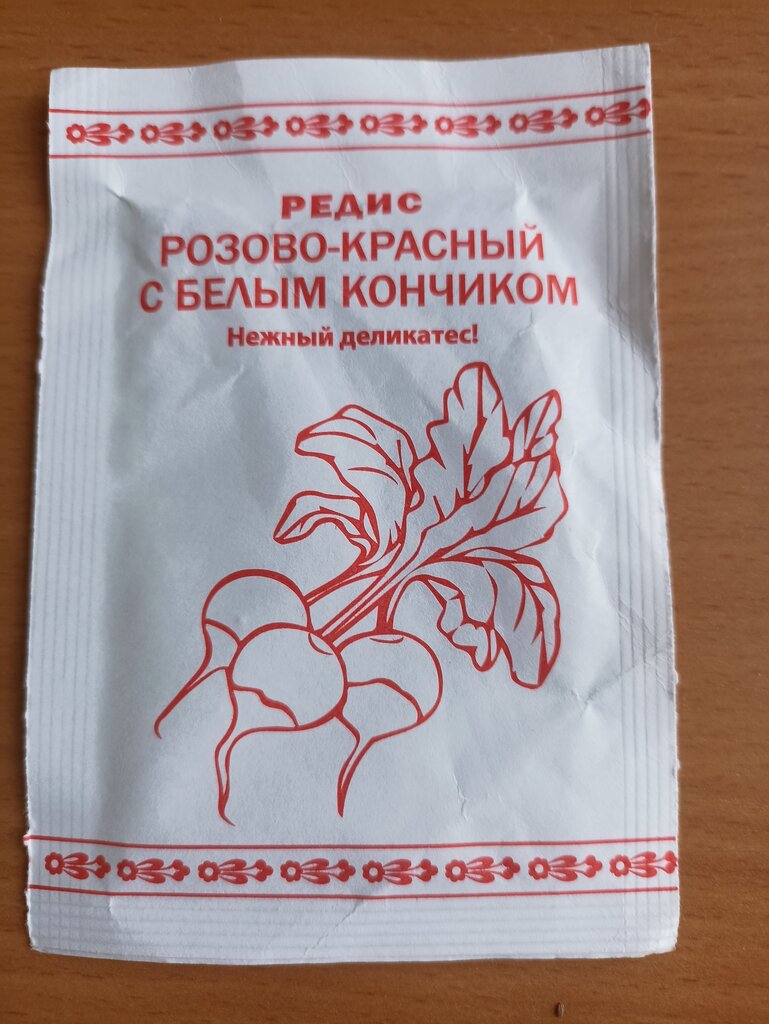 РЕДИС
РОЗОВО-КРАСНЫЙ
С БЕЛЫМ КОНЧИКОМ
Нежный деликатес!